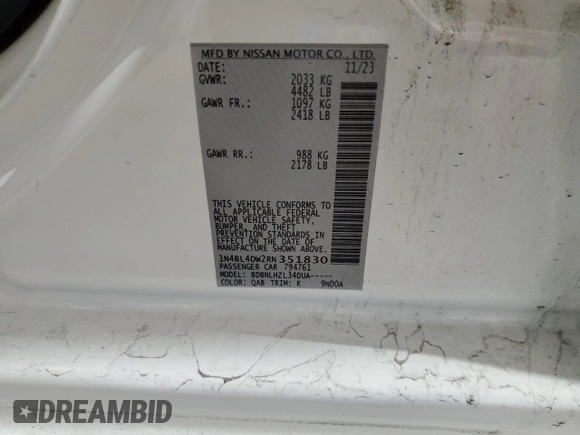 MFD BY NISSAN MOTOR CO., LTD.
DATE: 11/23
GVWR: 2033 KG
4482 LB
GAWR FR.: 1097 KG
2418 LB
GAWR RR.: 988 KG
2178 LB
THIS VEHICLE CONFORMS TO
ALL APPLICABLE FEDERAL
MOTOR VEHICLE SAFETY,
BUMPER, AND THEFT
PREVENTION STANDARDS IN
EFFECT ON THE DATE OF
MANUFACTURE SHOWN ABOVE.
1N4BL4DW2RN351830
PASSENGER CAR 794761
MODEL: BDBNLHZL34DUA-----
COLOR: QAB TRIM: K 9N00A
DREAMBID